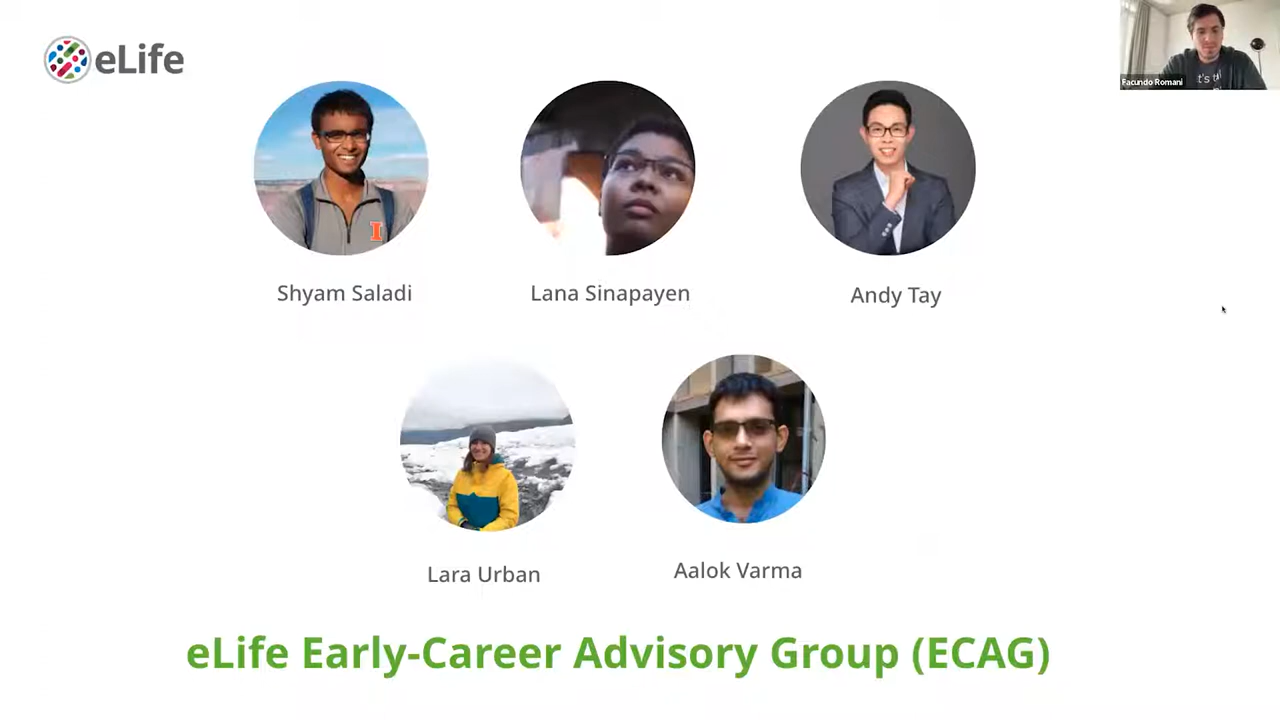 eLife
Facundo Romani
t's
Shyam Saladi
Lana Sinapayen
Andy Tay
Lara Urban
Aalok Varma
eLife Early-Career Advisory Group (ECAG)